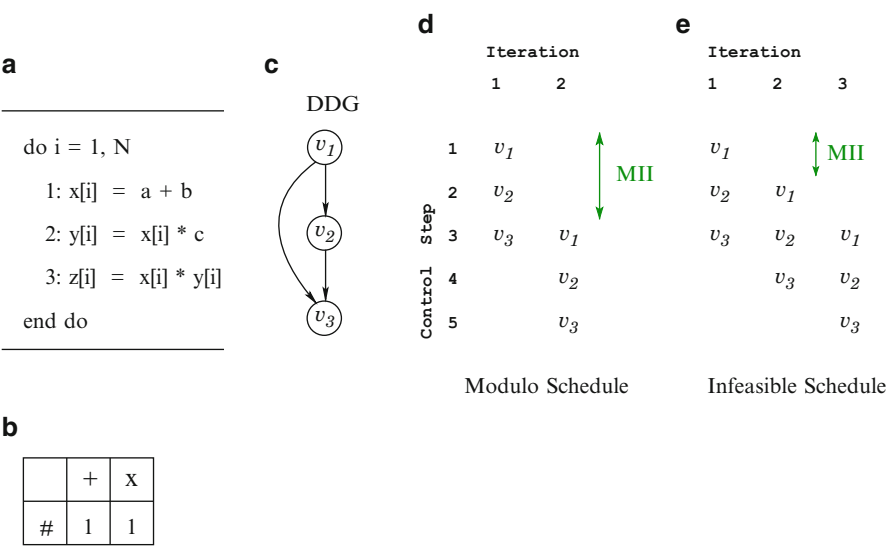 a
do i = 1, N
1: x[i] = a + b
2: y[i] = x[i] * c
3: z[i] = x[i] * y[i]
end do
b
+ x
# 1 1
c
DDG
v1
v2
v3
d
Iteration
1 2
Control Step
1 v1
2 v2
3 v3 v1
4 v2
5 v3
MII
Modulo Schedule
e
Iteration
1 2 3
v1
v2 v1
v3 v2 v1
v3 v2
v3
MII
Infeasible Schedule